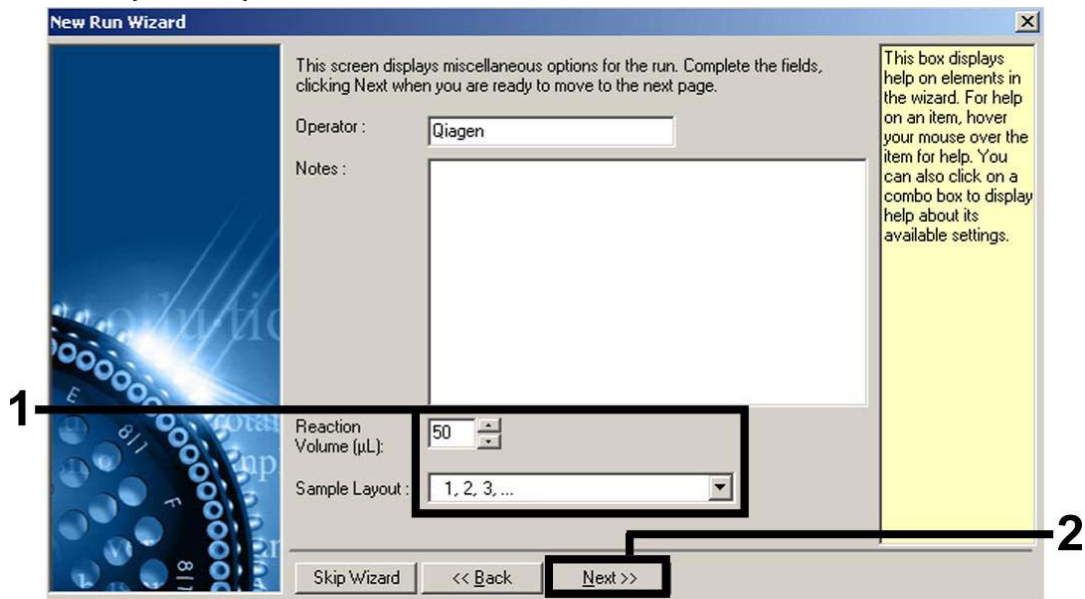 New Run Wizard
This screen displays miscellaneous options for the run. Complete the fields,
clicking Next when you are ready to move to the next page.
Operator :
Qiagen
Notes :
Reaction
Volume (µL):
50
Sample Layout :
1, 2, 3, ...
Skip Wizard
<< Back
Next >>
This box displays
help on elements in
the wizard. For help
on an item, hover
your mouse over the
item for help. You
can also click on a
combo box to display
help about its
available settings.
1
2
E
8/1
F
8/1